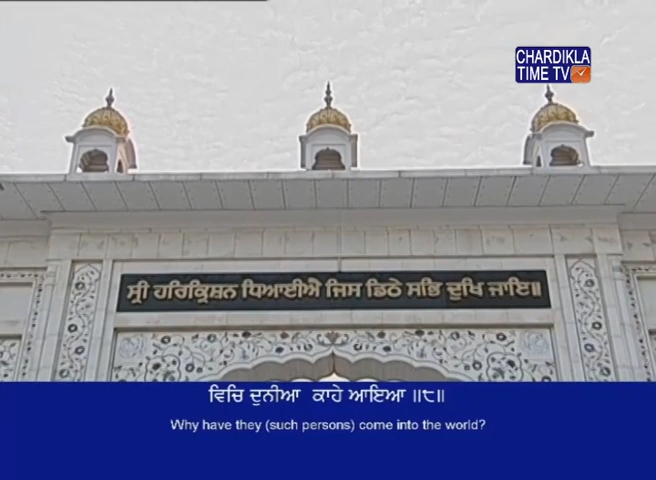 CHARDIKLA
TIME TV
ਸ੍ਰੀ ਹਰਿਕ੍ਰਿਸ਼ਨ ਧਿਆਈਐ ਜਿਸ ਡਿਠੇ ਸਭਿ ਦੁਖਿ ਜਾਇ॥
ਵਿਚਿ ਦੁਨੀਆ ਕਾਹੇ ਆਇਆ ॥੮॥
Why have they (such persons) come into the world?